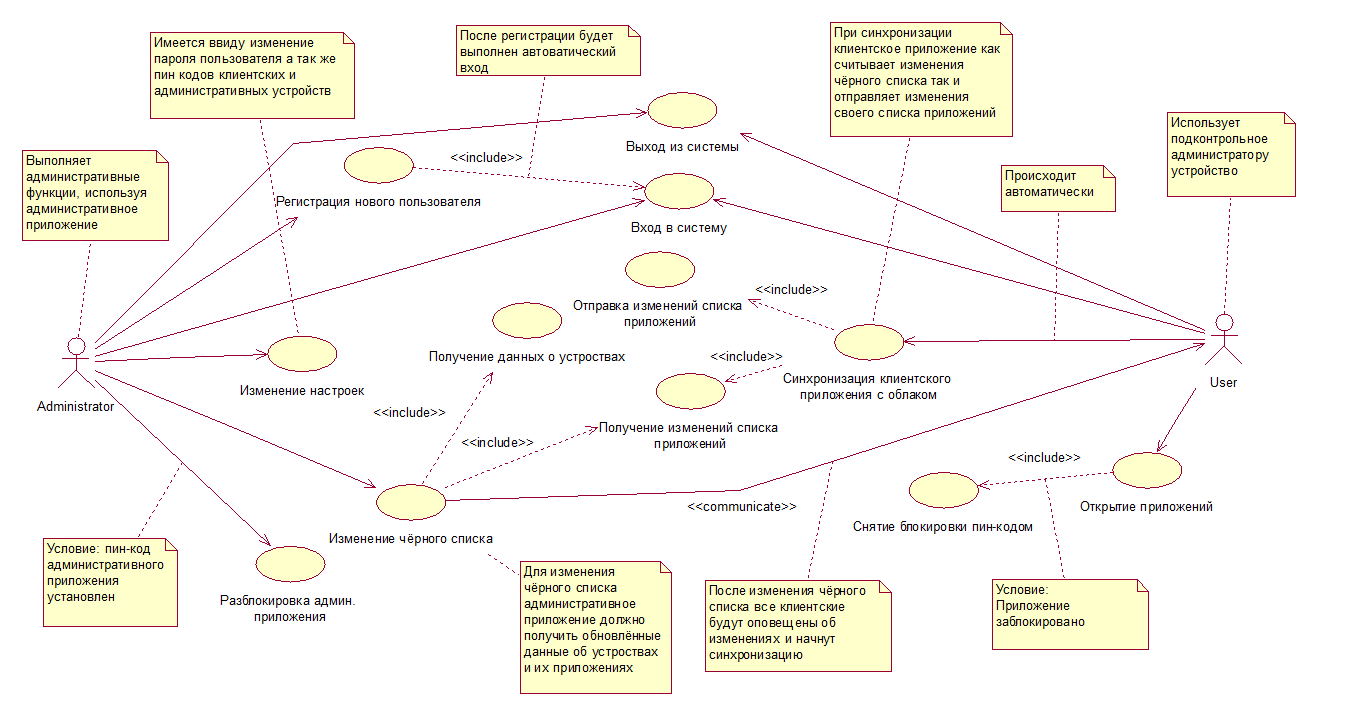 Имеется ввиду изменение
пароля пользователя а так же
пин кодов клиентских и
административных устройств
После регистрации будет
выполнен автоватический
вход
При синхронизации
клиентское приложение как
считывает изменения
чёрного списка так и
отправляет изменения
своего списка приложений
Использует
подконтрольное
администратору
устройство
Выполняет
административные
функции, используя
административное
приложение
Выход из системы
<<include>>
Происходит
автоматически
Регистрация нового пользователя
Вход в систему
<<include>>
Отправка изменений списка
приложений
Получение данных о устроствах
<<include>>
Синхронизация клиентского
приложения с облаком
User
Изменение настроек
Administrator
<<include>>
<<include>>
Получение изменений списка
приложений
<<include>>
Открытие приложений
<<communicate>>
Снятие блокировки пин-кодом
Изменение чёрного списка
Условие: пин-код
административного
приложения
установлен
Разблокировка админ.
приложения
Для изменения
чёрного списка
административное
приложение должно
получить обновлённые
данные об устроствах
и их приложениях
После изменения чёрного
списка все клиентские
будут оповещены об
изменениях и начнут
синхронизацию
Условие:
Приложение
заблокировано